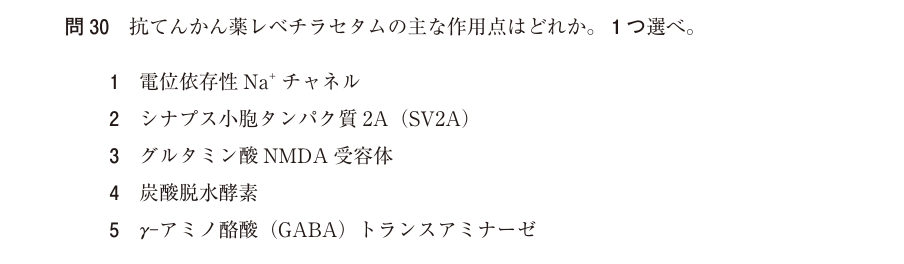 問 30 抗てんかん薬レベチラセタムの主な作用点はどれか。1つ選べ。
1 電位依存性 Na⁺ チャネル
2 シナプス小胞タンパク質 2A（SV2A）
3 グルタミン酸 NMDA 受容体
4 炭酸脱水酵素
5 γ-アミノ酪酸（GABA）トランスアミナーゼ